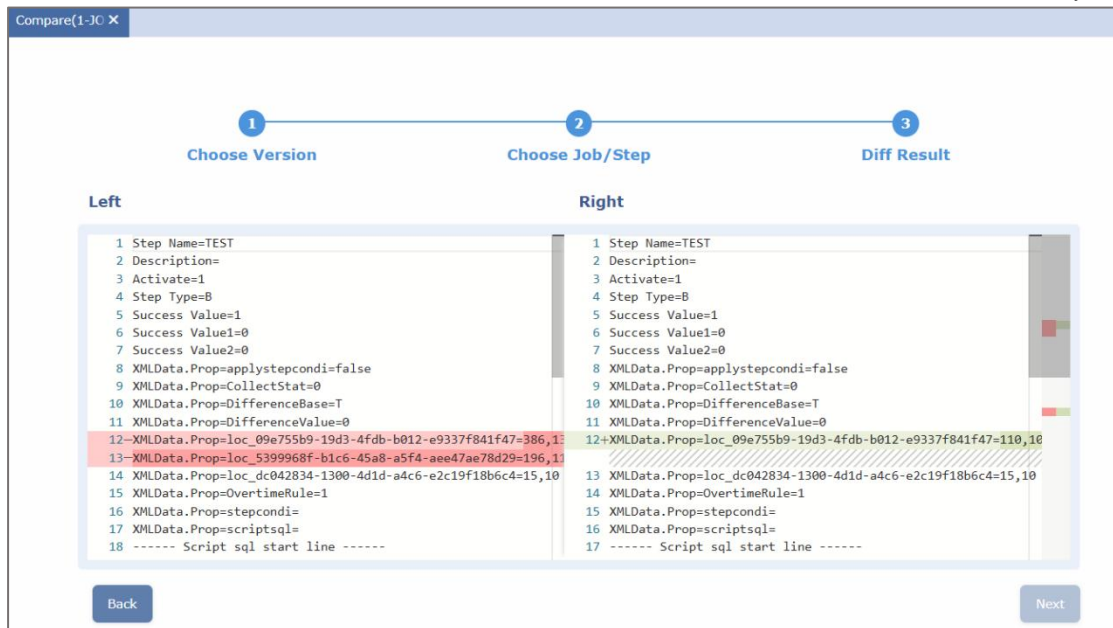 Compare(1-JO X
1 2 3
Choose Version Choose Job/Step Diff Result
Left Right
1 Step Name=TEST
2 Description=
3 Activate=1
4 Step Type=B
5 Success Value=1
6 Success Value1=0
7 Success Value2=0
8 XMLData.Prop=applystepcondi=false
9 XMLData.Prop=CollectStat=0
10 XMLData.Prop=DifferenceBase=T
11 XMLData.Prop=DifferenceValue=0
12—XMLData.Prop=loc_09e755b9-19d3-4fdb-b012-e9337f841f47=386,13
13—XMLData.Prop=loc_5399968f-b1c6-45a8-a5f4-aee47ae78d29=196,11
14 XMLData.Prop=loc_dc042834-1300-4d1d-a4c6-e2c19f18b6c4=15,10
15 XMLData.Prop=OvertimeRule=1
16 XMLData.Prop=stepcondi=
17 XMLData.Prop=scriptsql=
18 ------ Script sql start line ------
1 Step Name=TEST
2 Description=
3 Activate=1
4 Step Type=B
5 Success Value=1
6 Success Value1=0
7 Success Value2=0
8 XMLData.Prop=applystepcondi=false
9 XMLData.Prop=CollectStat=0
10 XMLData.Prop=DifferenceBase=T
11 XMLData.Prop=DifferenceValue=0
12+XMLData.Prop=loc_09e755b9-19d3-4fdb-b012-e9337f841f47=110,10
13 XMLData.Prop=loc_dc042834-1300-4d1d-a4c6-e2c19f18b6c4=15,10
14 XMLData.Prop=OvertimeRule=1
15 XMLData.Prop=stepcondi=
16 XMLData.Prop=scriptsql=
17 ------ Script sql start line ------
Back Next